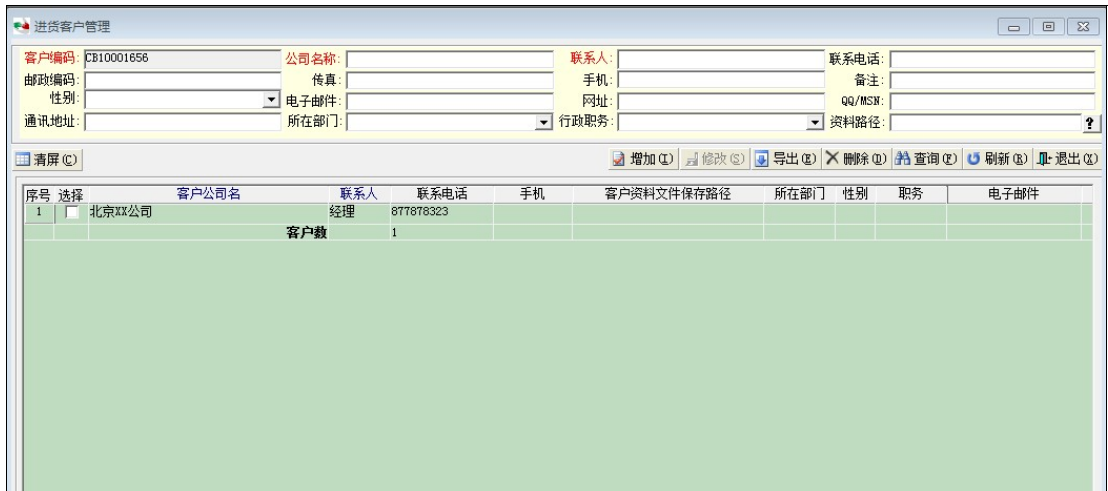 进货客户管理
客户编码: CB10001656 公司名称: 联系人: 联系电话:
邮政编码: 传真: 手机: 备注:
性别: 电子邮件: 网址: QQ/MSN:
通讯地址: 所在部门: 行政职务: 资料路径: ?
清屏(C) 增加(I) 修改(S) 导出(E) 删除(D) 查询(F) 刷新(R) 退出(X)
序号 选择 客户公司名 联系人 联系电话 手机 客户资料文件保存路径 所在部门 性别 职务 电子邮件
1 北京XX公司 经理 877878323
客户数 1